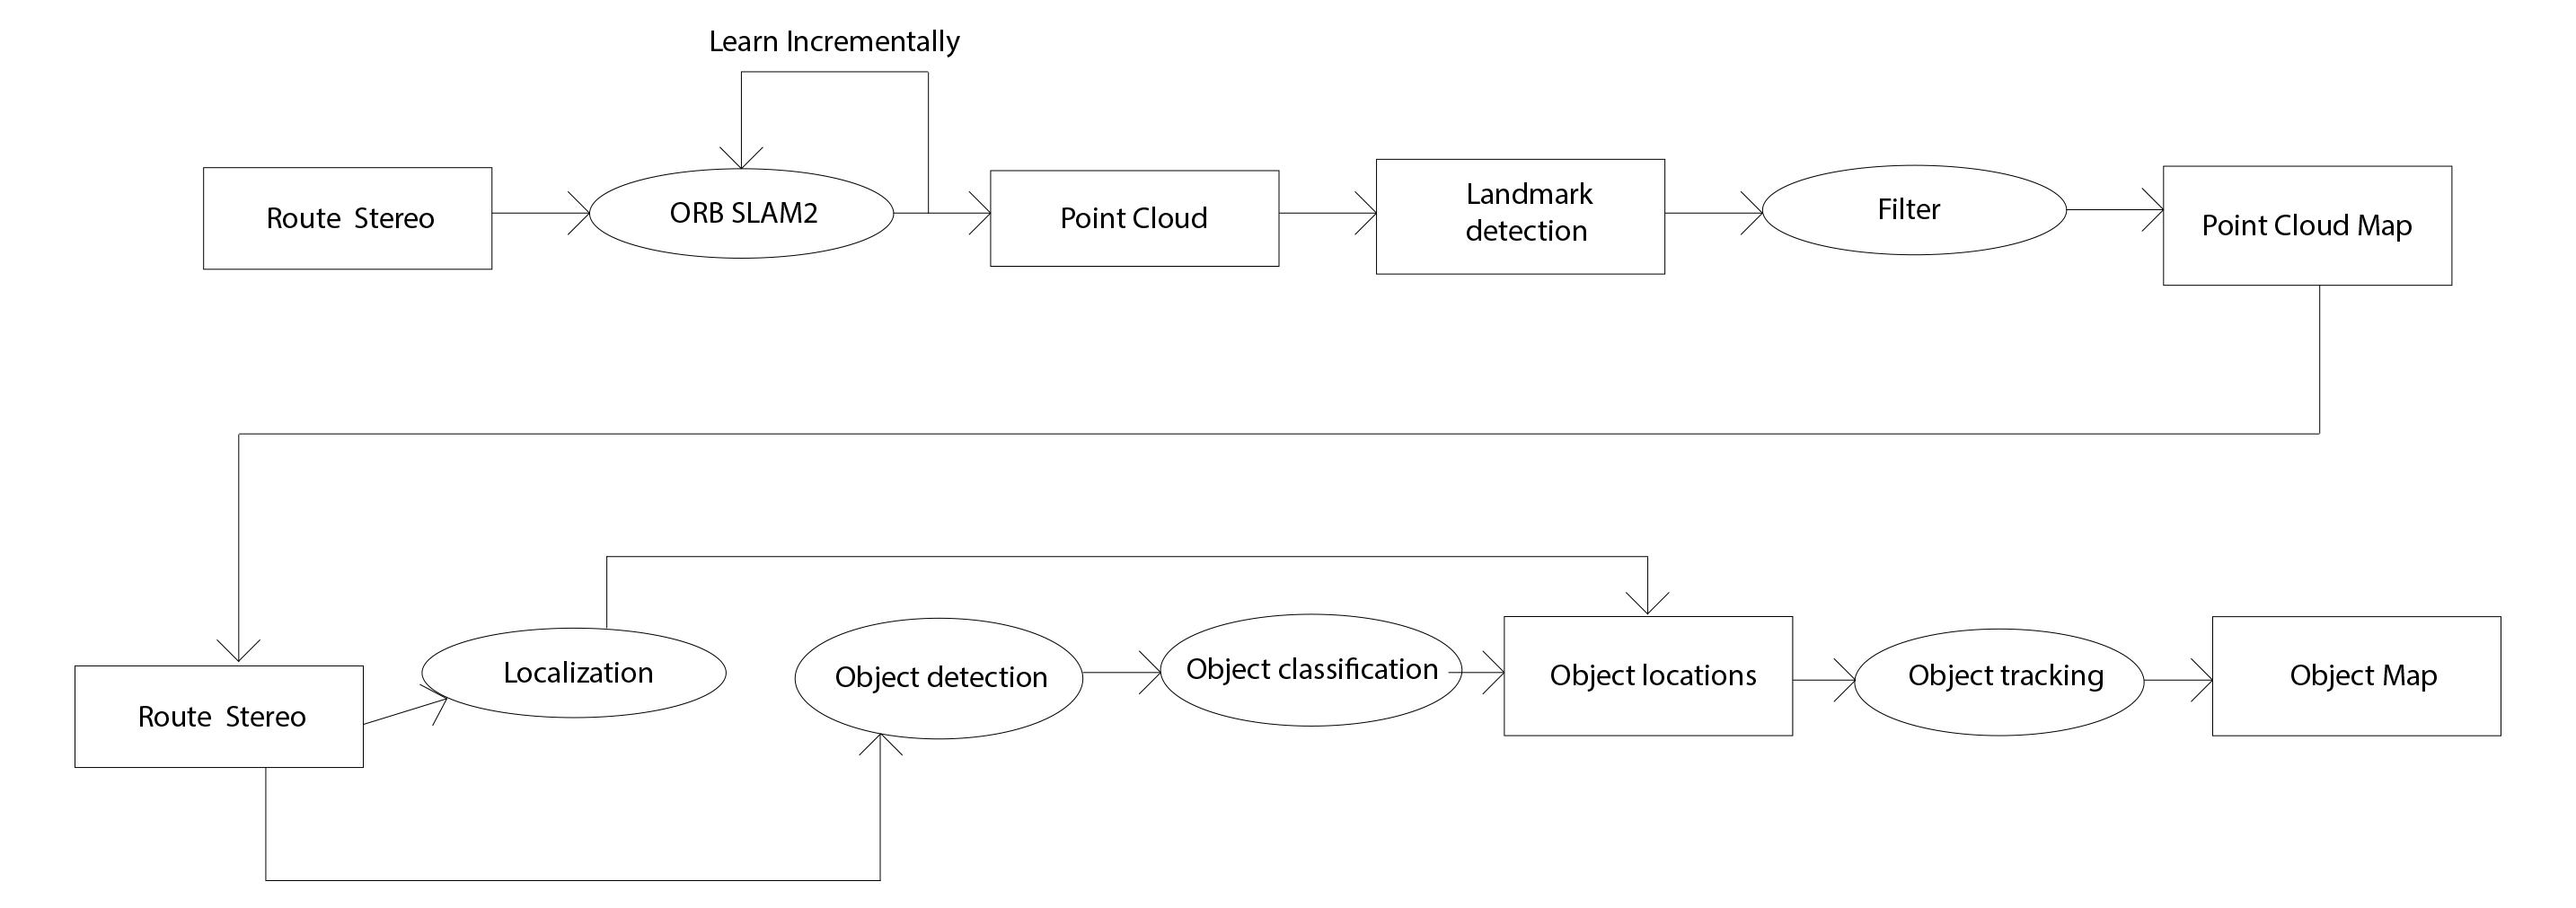 Learn Incrementally
Route Stereo
ORB SLAM2
Point Cloud
Landmark
detection
Filter
Point Cloud Map
Route Stereo
Localization
Object detection
Object classification
Object locations
Object tracking
Object Map